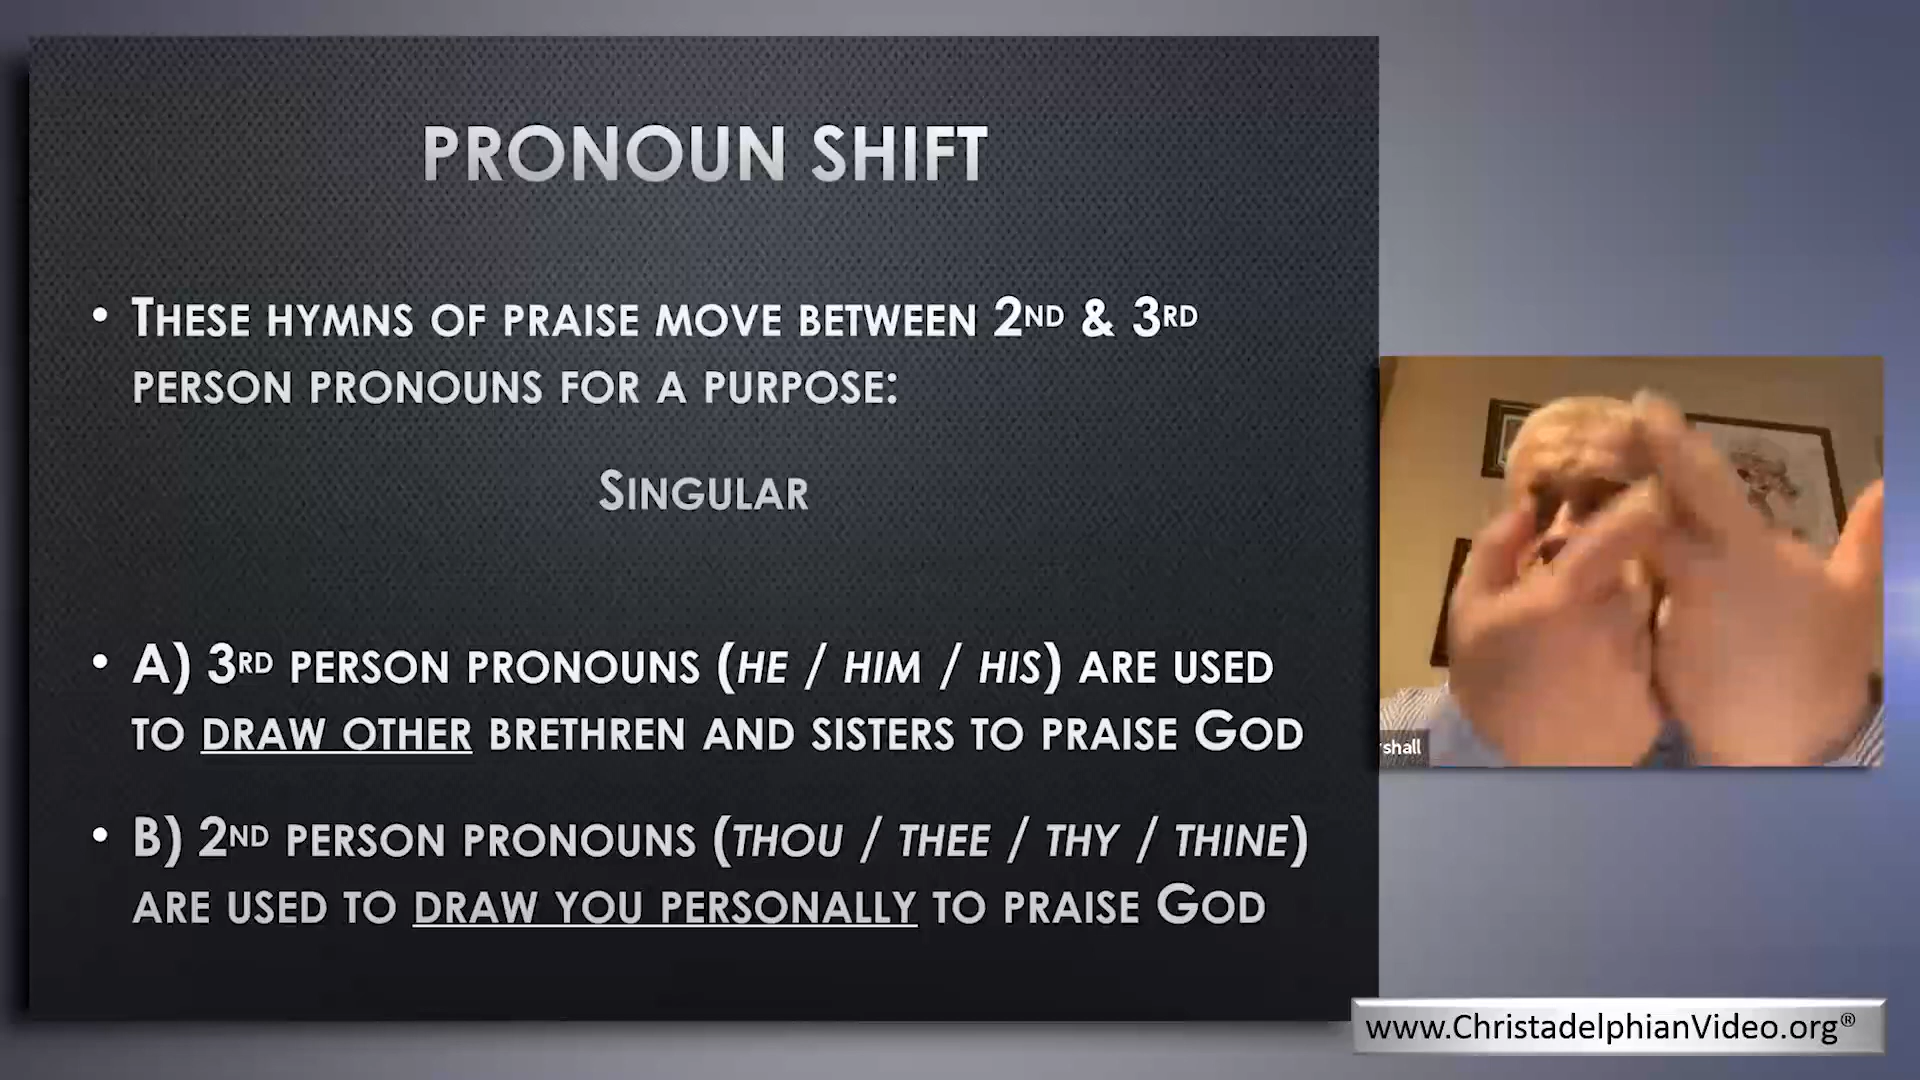 PRONOUN SHIFT
• THESE HYMNS OF PRAISE MOVE BETWEEN 2ND & 3RD
PERSON PRONOUNS FOR A PURPOSE:
SINGULAR
• A) 3RD PERSON PRONOUNS (HE / HIM / HIS) ARE USED
TO DRAW OTHER BRETHREN AND SISTERS TO PRAISE GOD
• B) 2ND PERSON PRONOUNS (THOU / THEE / THY / THINE)
ARE USED TO DRAW YOU PERSONALLY TO PRAISE GOD
shall
www.ChristadelphianVideo.org®